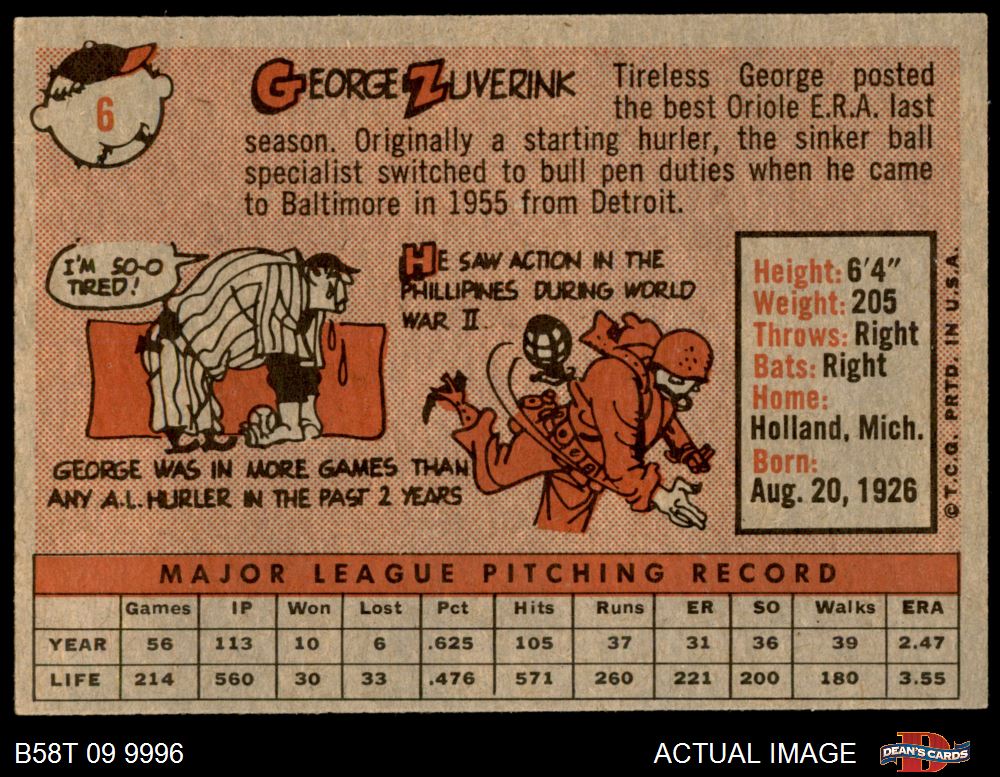 6
GEORGE ZUVERINK
Tireless George posted
the best Oriole E.R.A. last
season. Originally a starting hurler, the sinker ball
specialist switched to bull pen duties when he came
to Baltimore in 1955 from Detroit.
I'M SO-O
TIRED!
GEORGE WAS IN MORE GAMES THAN
ANY A.L. HURLER IN THE PAST 2 YEARS
HE SAW ACTION IN THE
PHILLIPINES DURING WORLD
WAR II
Height: 6'4"
Weight: 205
Throws: Right
Bats: Right
Home:
Holland, Mich.
Born:
Aug. 20, 1926
© T.C.G. PRTD. IN U.S.A.
MAJOR LEAGUE PITCHING RECORD
Games IP Won Lost Pct Hits Runs ER SO Walks ERA
YEAR 56 113 10 6 .625 105 37 31 36 39 2.47
LIFE 214 560 30 33 .476 571 260 221 200 180 3.55
B58T 09 9996
ACTUAL IMAGE
DEAN'S CARDS